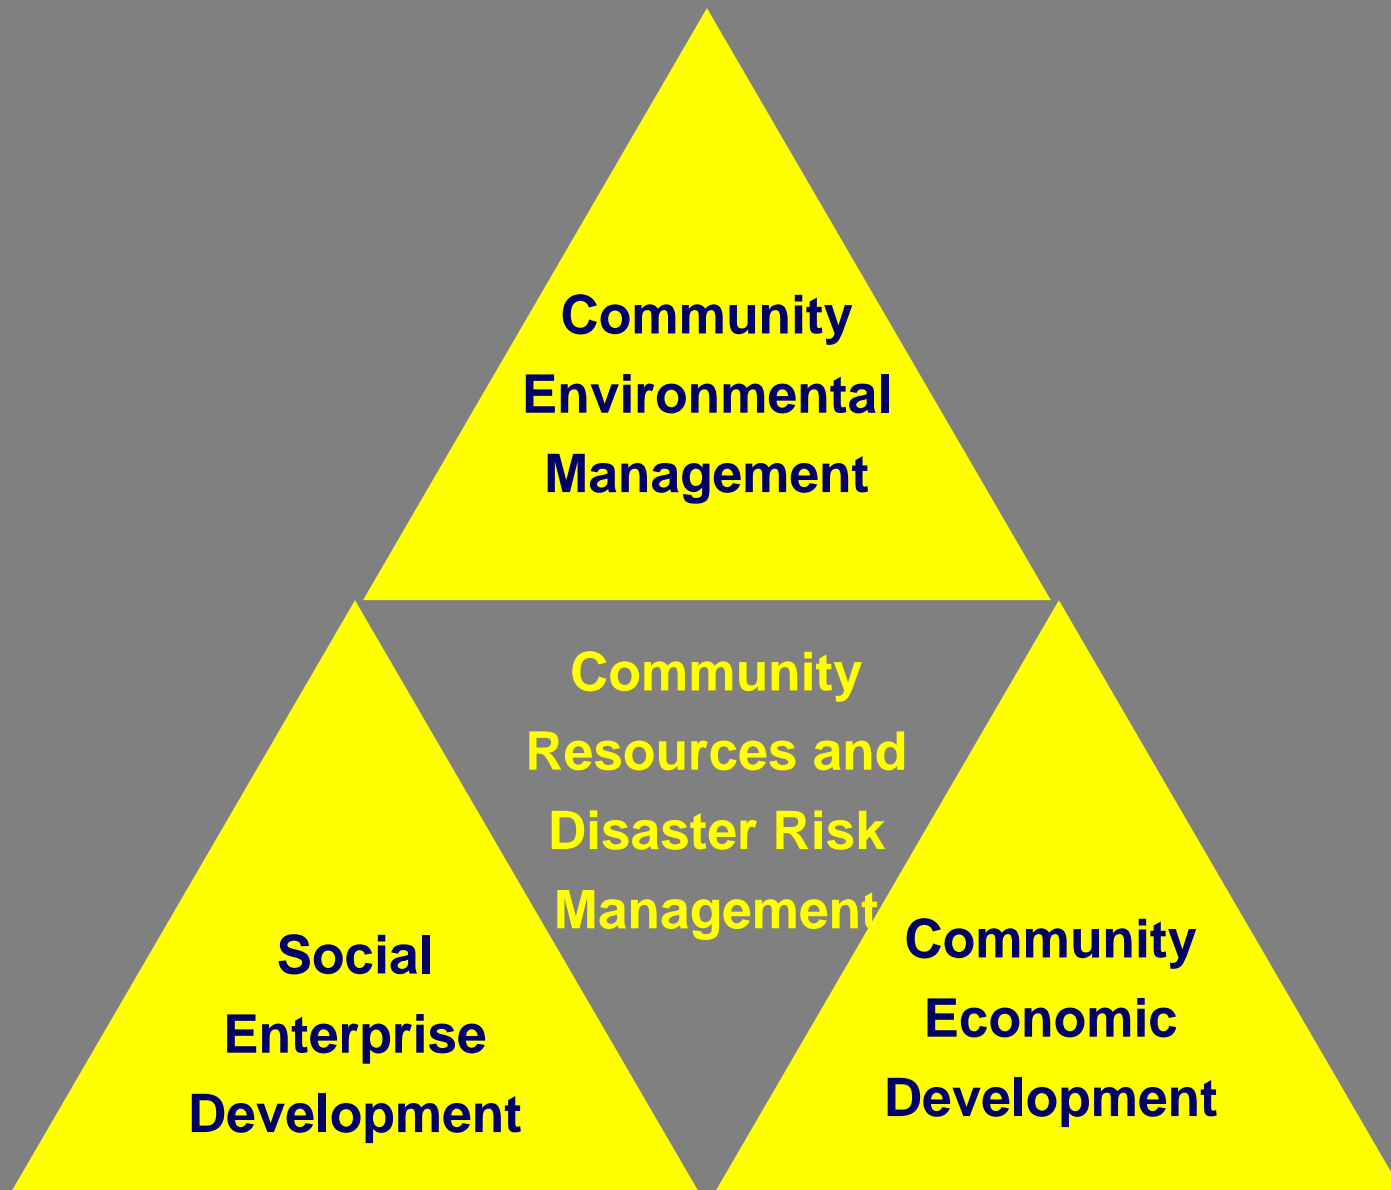 Community
Environmental
Management
Community
Resources and
Disaster Risk
Management
Social
Enterprise
Development
Community
Economic
Development